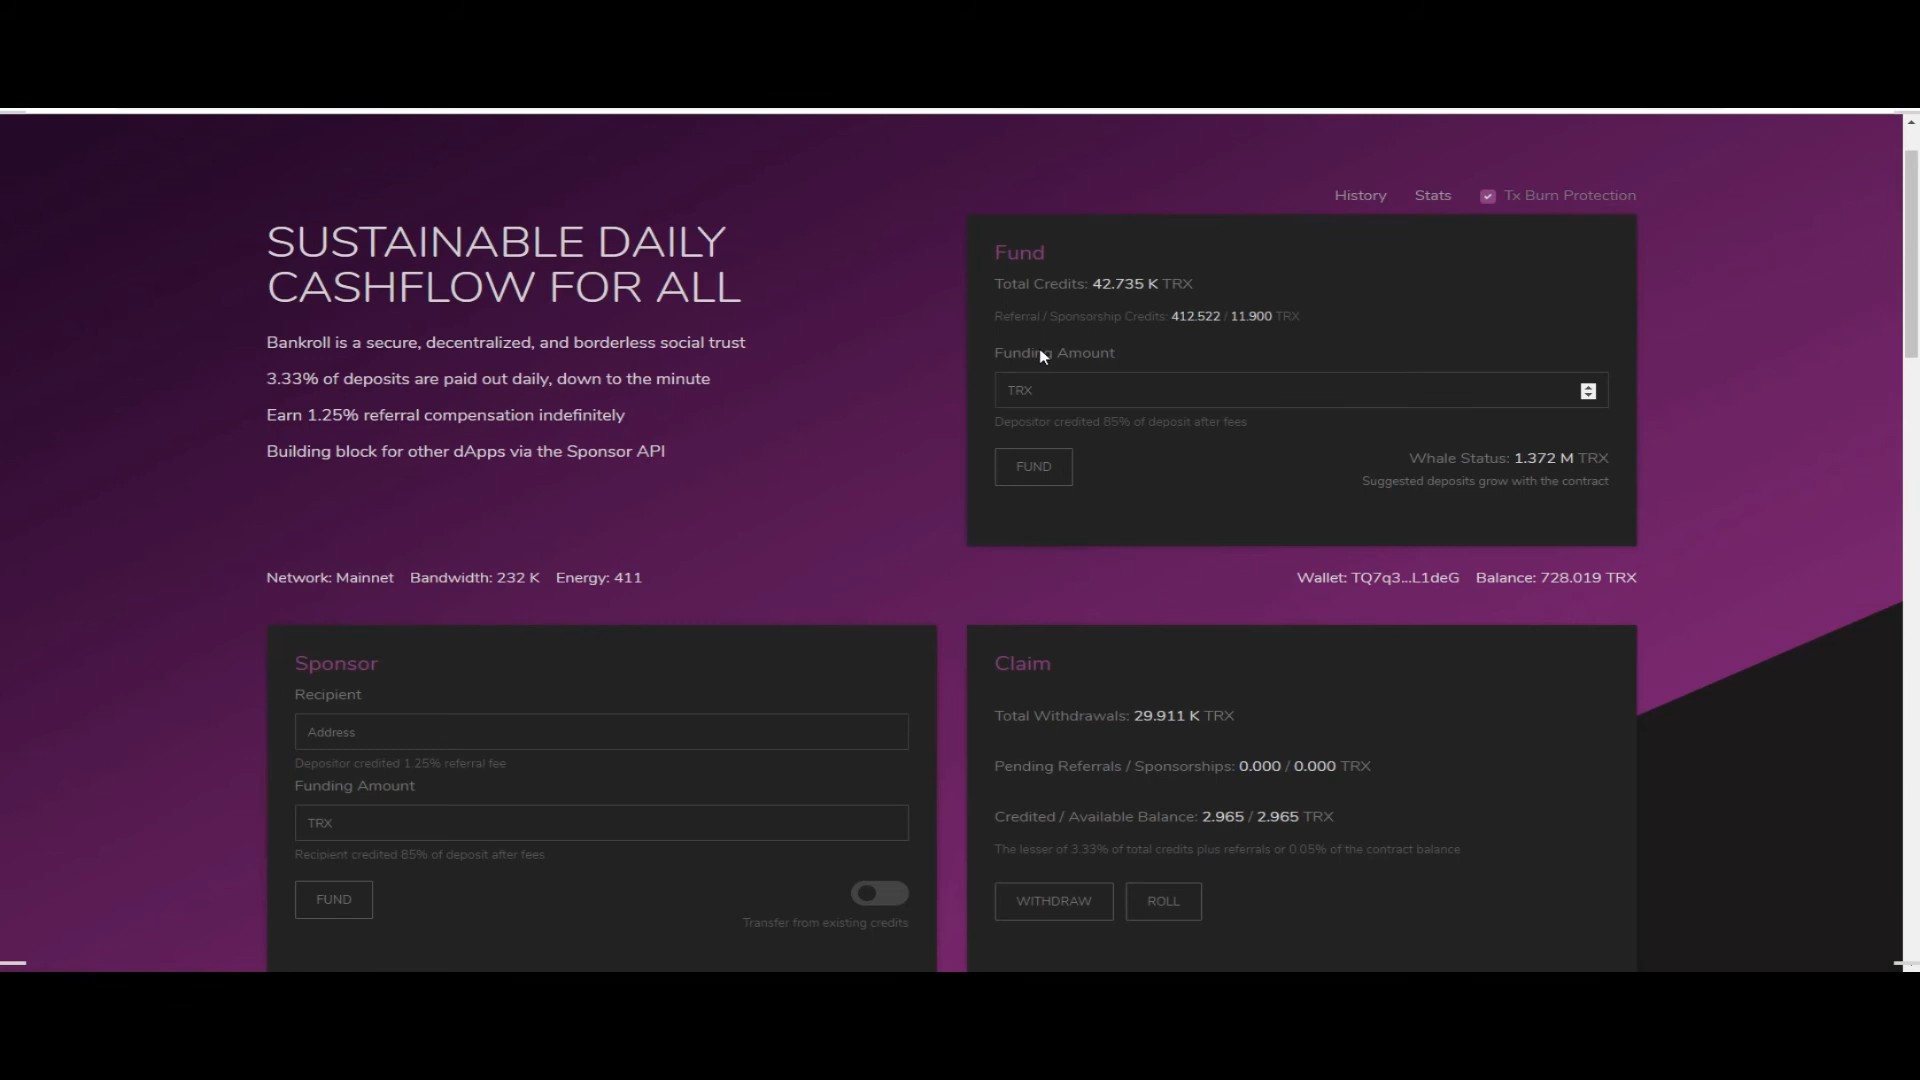 History Stats Tx Burn Protection
SUSTAINABLE DAILY
CASHFLOW FOR ALL
Bankroll is a secure, decentralized, and borderless social trust
3.33% of deposits are paid out daily, down to the minute
Earn 1.25% referral compensation indefinitely
Building block for other dApps via the Sponsor API
Fund
Total Credits: 42.735 K TRX
Referral / Sponsorship Credits: 412.522 / 11.900 TRX
Funding Amount
TRX
Depositor credited 85% of deposit after fees
FUND
Whale Status: 1.372 M TRX
Suggested deposits grow with the contract
Network: Mainnet Bandwidth: 232 K Energy: 411
Wallet: TQ7q3...L1deG Balance: 728.019 TRX
Sponsor
Recipient
Address
Depositor credited 1.25% referral fee
Funding Amount
TRX
Recipient credited 85% of deposit after fees
FUND
Transfer from existing credits
Claim
Total Withdrawals: 29.911 K TRX
Pending Referrals / Sponsorships: 0.000 / 0.000 TRX
Credited / Available Balance: 2.965 / 2.965 TRX
The lesser of 3.33% of total credits plus referrals or 0.05% of the contract balance
WITHDRAW ROLL